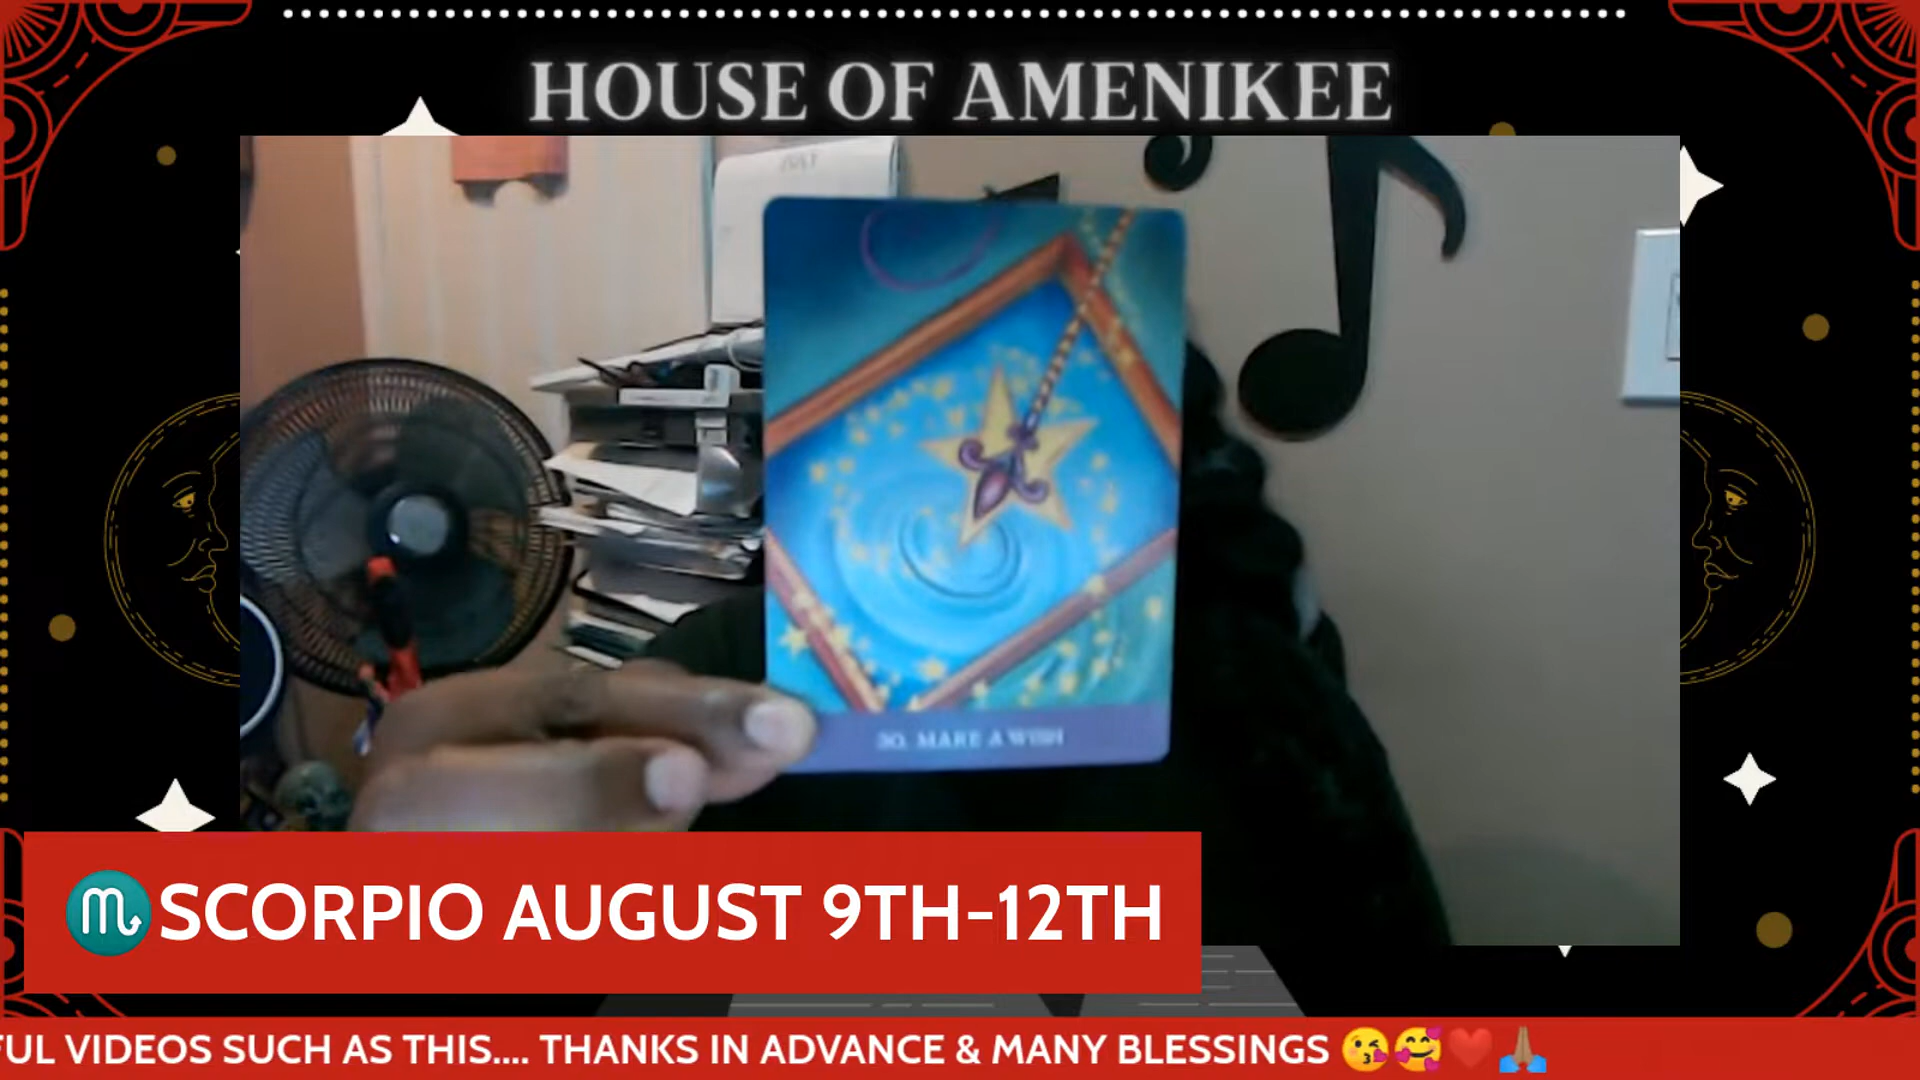 HOUSE OF AMENIKEE
30. MAKE A WISH
♏SCORPIO AUGUST 9TH-12TH
FUL VIDEOS SUCH AS THIS.... THANKS IN ADVANCE & MANY BLESSINGS 😘🥰❤️🙏🏽